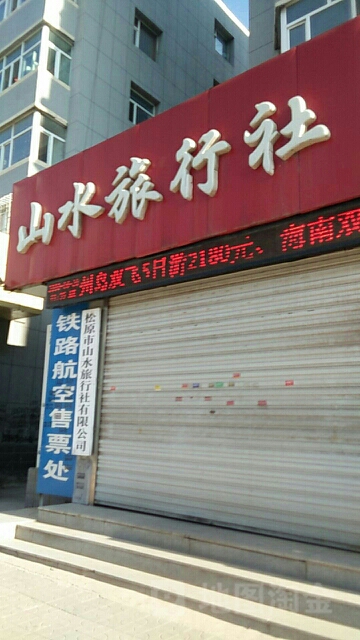 山水旅行社
州岛双飞5日游2180元、海南双
铁路航空售票处
松原市山水旅行社有限公司
地图淘金